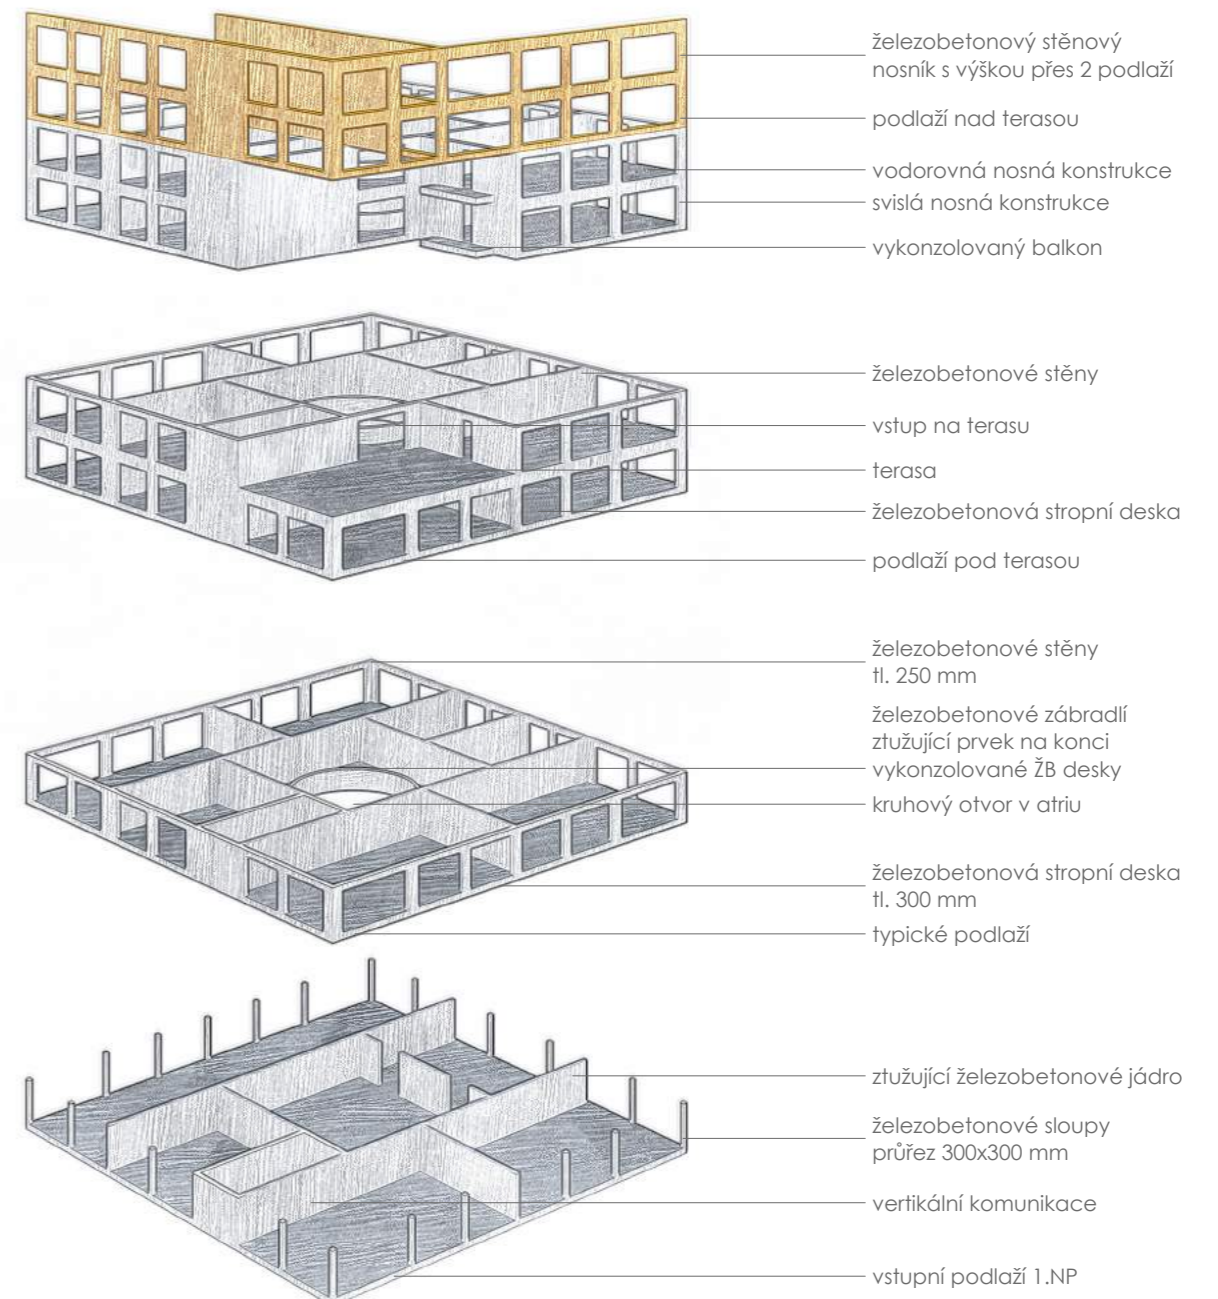 železobetonový stěnový
nosník s výškou přes 2 podlaží
podlaží nad terasou
vodorovná nosná konstrukce
svislá nosná konstrukce
vykonzolovaný balkon
železobetonové stěny
vstup na terasu
terasa
železobetonová stropní deska
podlaží pod terasou
železobetonové stěny
tl. 250 mm
železobetonové zábradlí
ztužující prvek na konci
vykonzolované ŽB desky
kruhový otvor v atriu
železobetonová stropní deska
tl. 300 mm
typické podlaží
ztužující železobetonové jádro
železobetonové sloupy
průřez 300x300 mm
vertikální komunikace
vstupní podlaží 1.NP